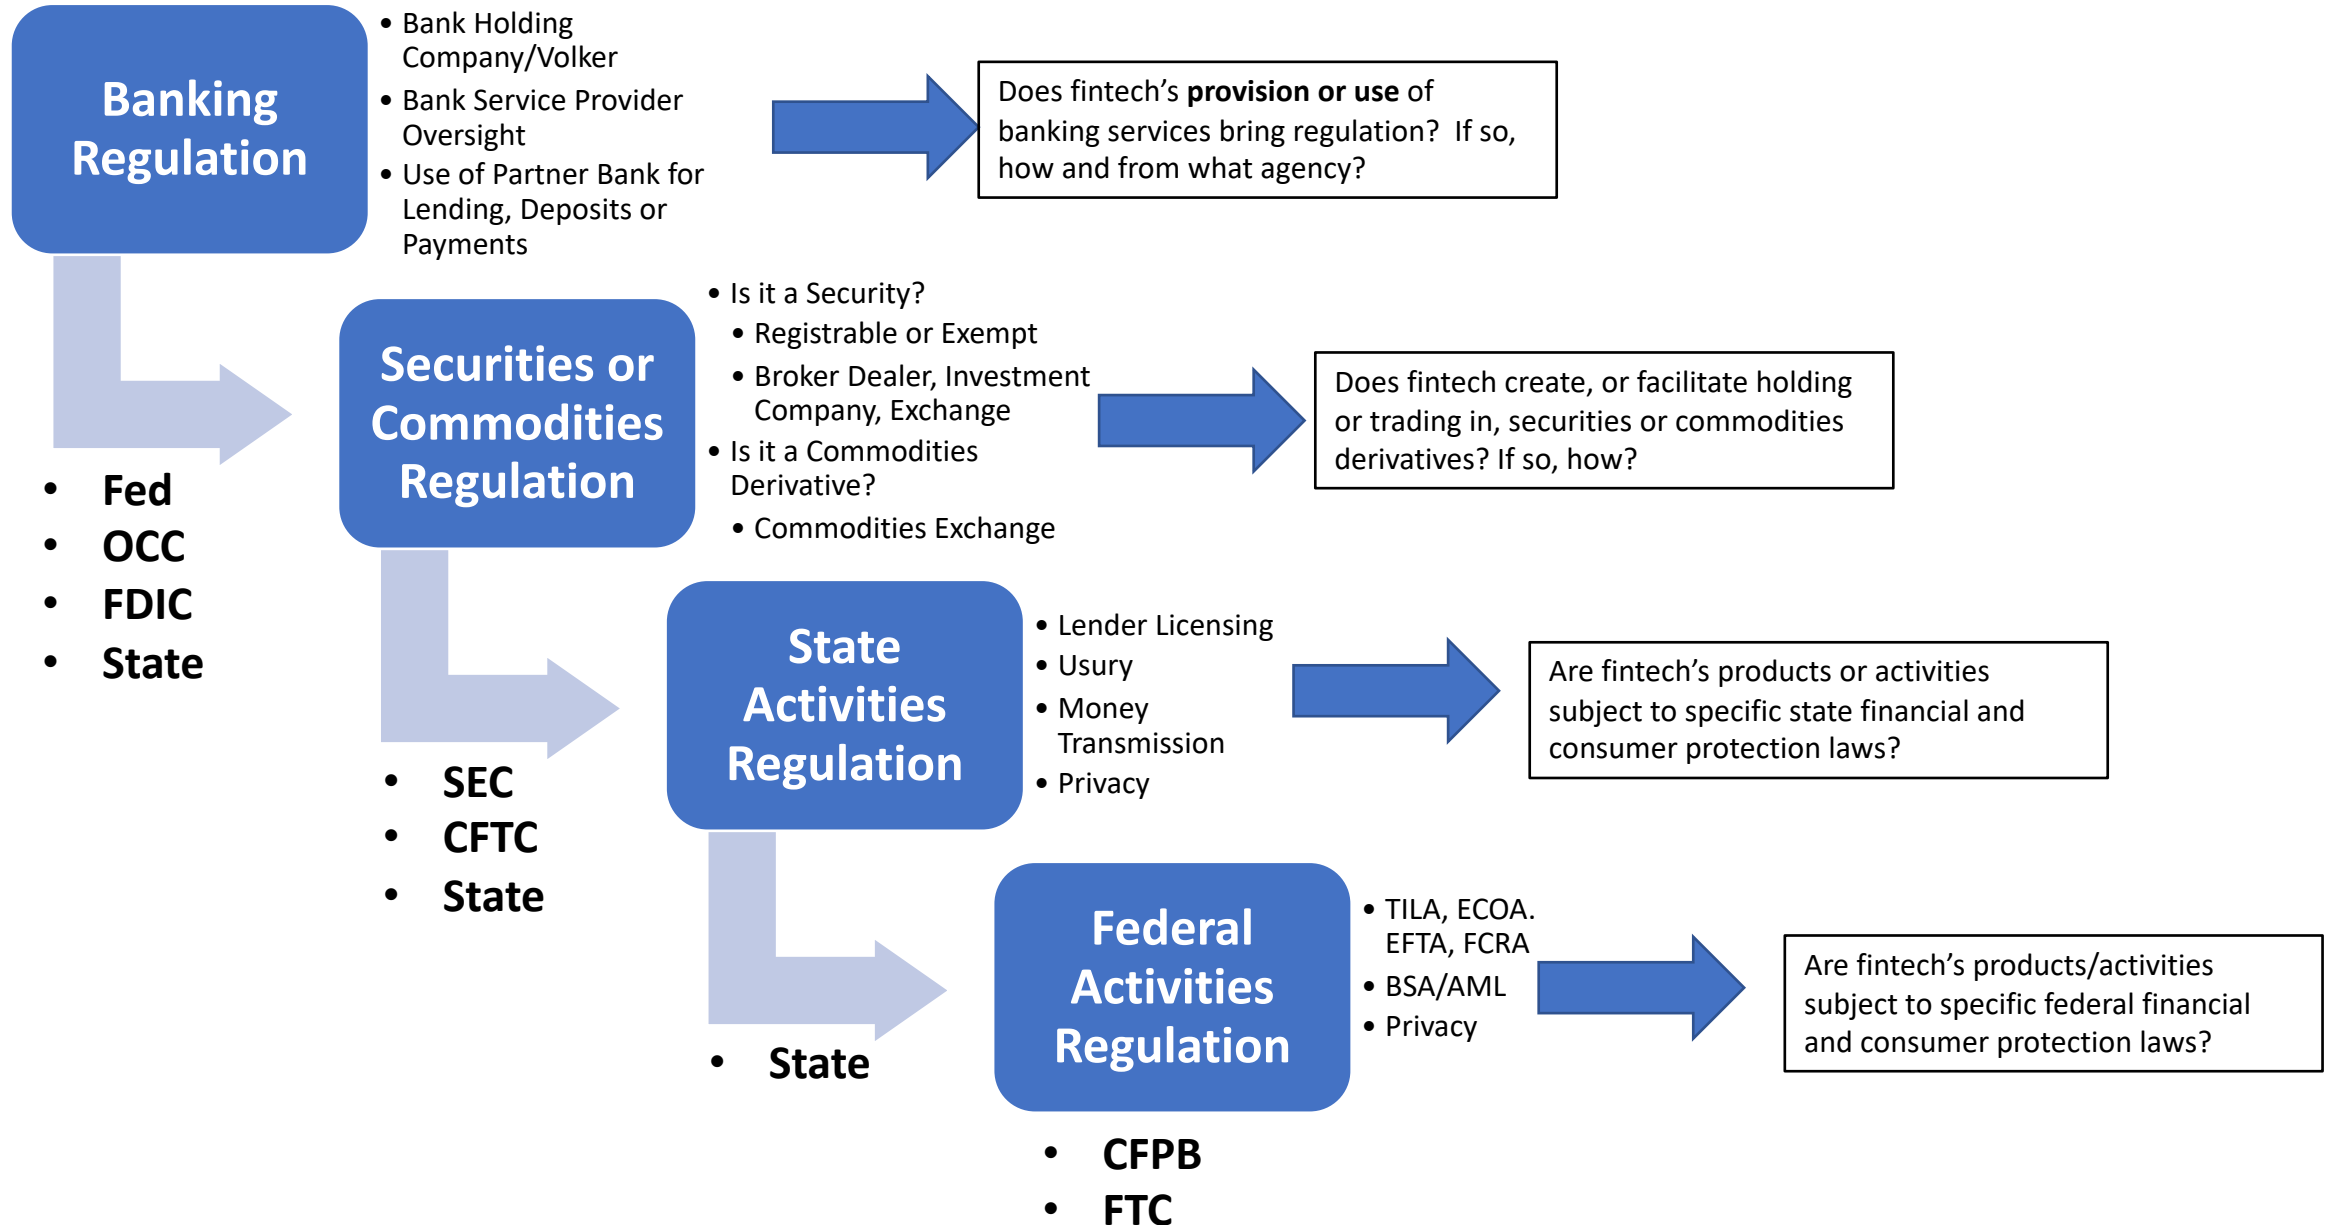 Banking
Regulation
• Bank Holding
Company/Volker
• Bank Service Provider
Oversight
• Use of Partner Bank for
Lending, Deposits or
Payments
Does fintech’s provision or use of
banking services bring regulation?  If so,
how and from what agency?
• Fed
• OCC
• FDIC
• State
Securities or
Commodities
Regulation
• Is it a Security?
• Registrable or Exempt
• Broker Dealer, Investment
Company, Exchange
• Is it a Commodities
Derivative?
• Commodities Exchange
Does fintech create, or facilitate holding
or trading in, securities or commodities
derivatives? If so, how?
• SEC
• CFTC
• State
State
Activities
Regulation
• Lender Licensing
• Usury
• Money
Transmission
• Privacy
Are fintech’s products or activities
subject to specific state financial and
consumer protection laws?
• State
Federal
Activities
Regulation
• TILA, ECOA.
EFTA, FCRA
• BSA/AML
• Privacy
Are fintech’s products/activities
subject to specific federal financial
and consumer protection laws?
• CFPB
• FTC